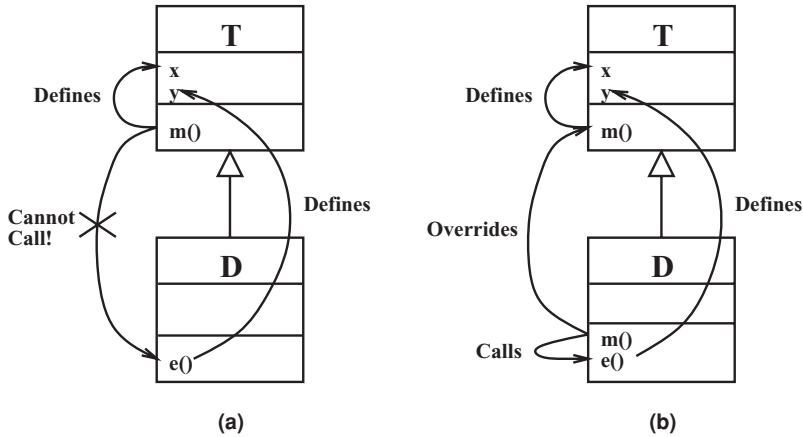 T
x
y
m()
Defines
Cannot
Call!
Defines
D
e()
(a)
T
x
y
m()
Defines
Overrides
Defines
D
m()
e()
Calls
(b)